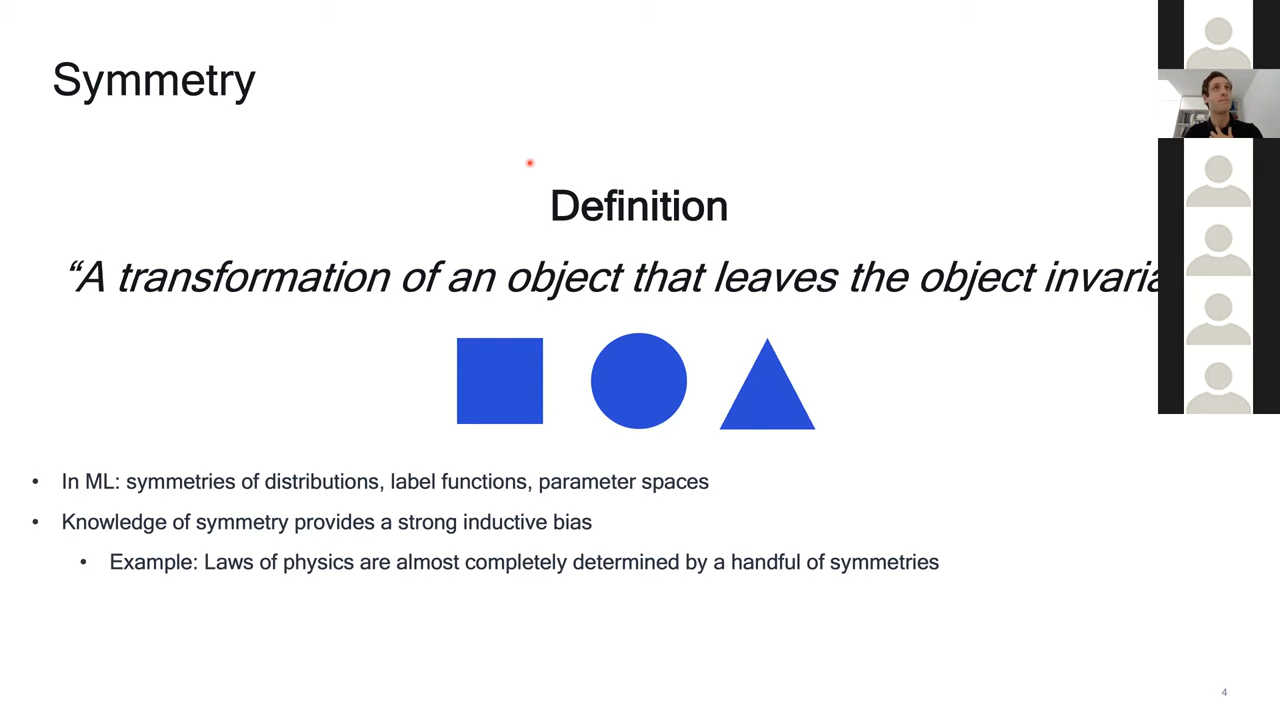 Symmetry
Definition
“A transformation of an object that leaves the object invaria
• In ML: symmetries of distributions, label functions, parameter spaces
• Knowledge of symmetry provides a strong inductive bias
• Example: Laws of physics are almost completely determined by a handful of symmetries
4